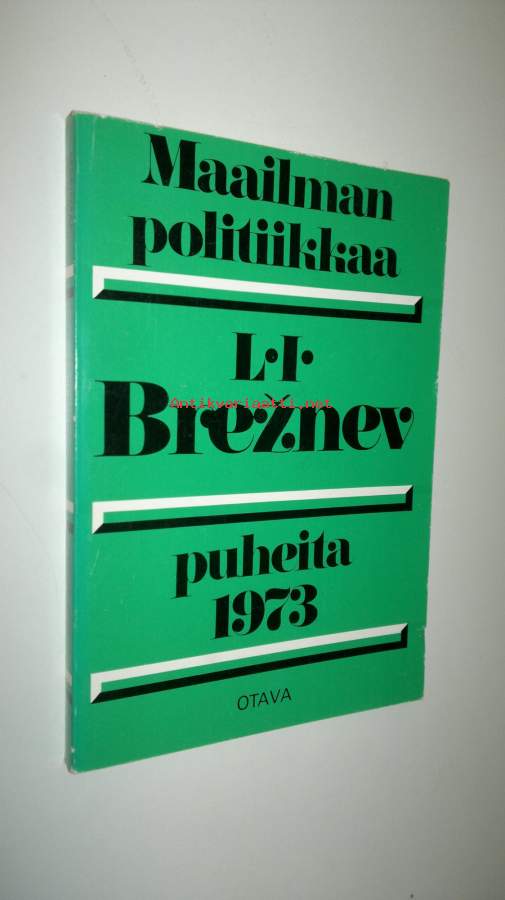 Maailman
politiikkaa
L·I·
Antikvariaatti.net
Brežnev
puheita
1973
OTAVA